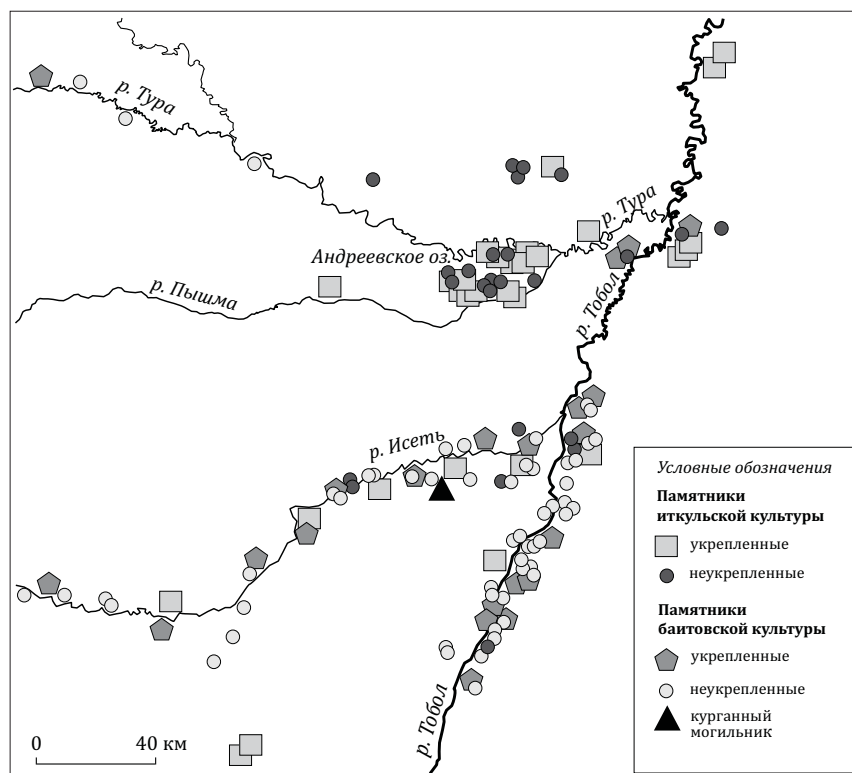 р. Тура
р. Тура
Андреевское оз.
р. Пышма
р. Тобол
р. Исеть
р. Тобол
0 40 км
Условные обозначения
Памятники
иткульской культуры
укрепленные
неукрепленные
Памятники
баитовской культуры
укрепленные
неукрепленные
курганный
могильник